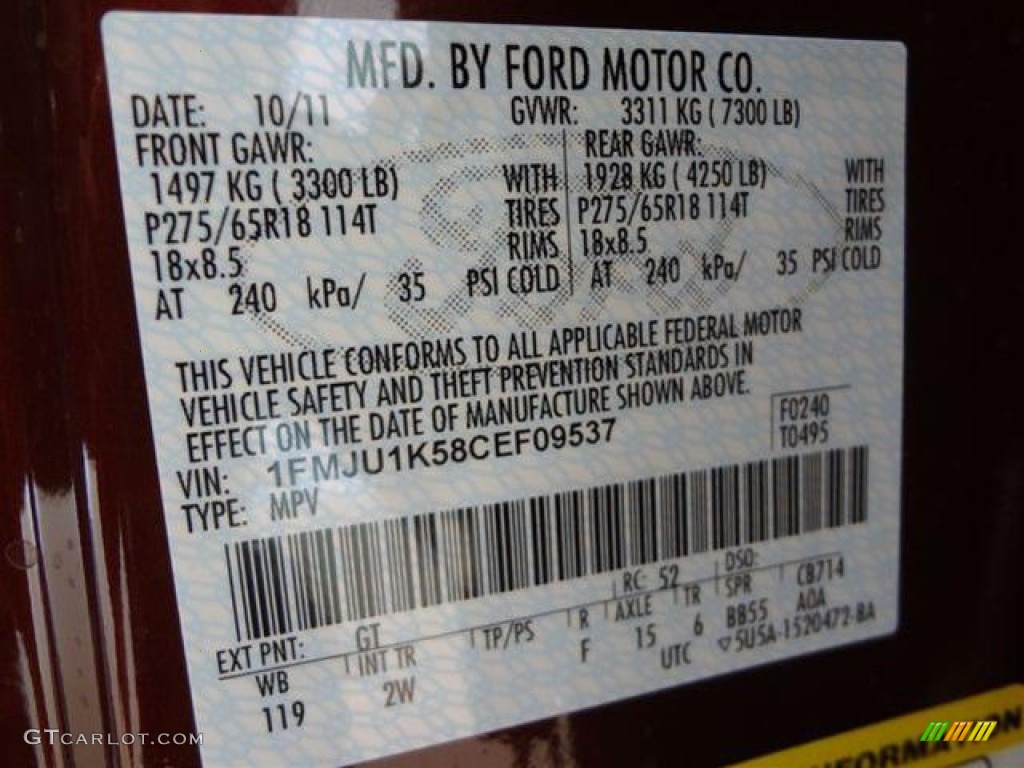 MFD. BY FORD MOTOR CO.
DATE: 10/11 GVWR: 3311 KG ( 7300 LB)
FRONT GAWR: REAR GAWR:
1497 KG ( 3300 LB) WITH 1928 KG ( 4250 LB) WITH
P275/65R18 114T TIRES P275/65R18 114T TIRES
18x8.5 RIMS 18x8.5 RIMS
AT 240 kPa/ 35 PSI COLD AT 240 kPa/ 35 PSI COLD
THIS VEHICLE CONFORMS TO ALL APPLICABLE FEDERAL MOTOR
VEHICLE SAFETY AND THEFT PREVENTION STANDARDS IN
EFFECT ON THE DATE OF MANUFACTURE SHOWN ABOVE.
VIN: 1FMJU1K58CEF09537 F0240
TYPE: MPV T0495
EXT PNT: GT RC: 52 DSO:
WB INT TR TP/PS R AXLE TR SPR CB714
119 2W F 15 6 BB55 AOA
UTC ▽5U5A-1520472-BA
GTCARLOT.COM